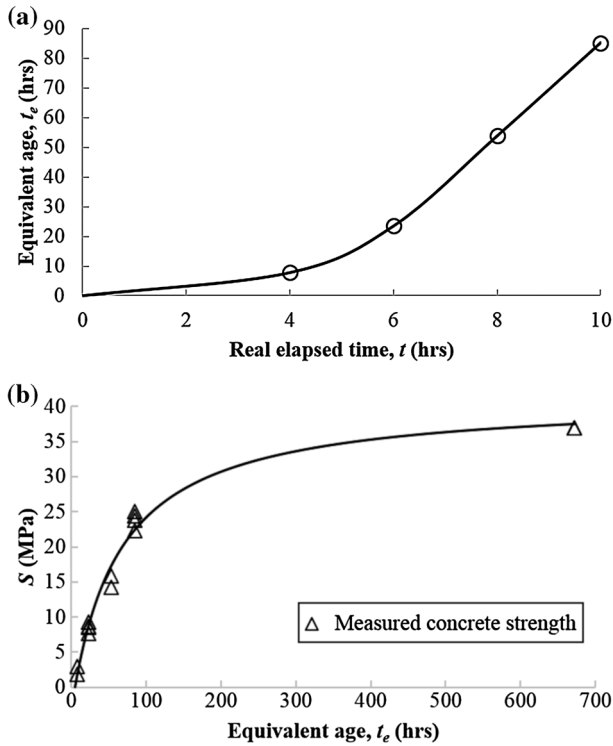 (a)
Equivalent age, te (hrs)
90
80
70
60
50
40
30
20
10
0
0 2 4 6 8 10
Real elapsed time, t (hrs)
(b)
S (MPa)
40
35
30
25
20
15
10
5
0
0 100 200 300 400 500 600 700
Measured concrete strength
Equivalent age, te (hrs)